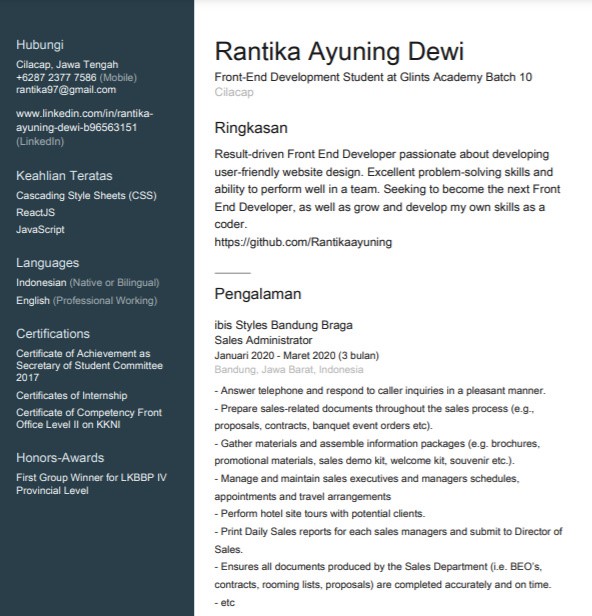 Hubungi
Cilacap, Jawa Tengah
+6287 2377 7586 (Mobile)
rantika97@gmail.com
www.linkedin.com/in/rantika-
ayuning-dewi-b96563151
(LinkedIn)
Keahlian Teratas
Cascading Style Sheets (CSS)
ReactJS
JavaScript
Languages
Indonesian (Native or Bilingual)
English (Professional Working)
Certifications
Certificate of Achievement as
Secretary of Student Committee
2017
Certificates of Internship
Certificate of Competency Front
Office Level II on KKNI
Honors-Awards
First Group Winner for LKBBP IV
Provincial Level
Rantika Ayuning Dewi
Front-End Development Student at Glints Academy Batch 10
Cilacap
Ringkasan
Result-driven Front End Developer passionate about developing
user-friendly website design. Excellent problem-solving skills and
ability to perform well in a team. Seeking to become the next Front
End Developer, as well as grow and develop my own skills as a
coder.
https://github.com/Rantikaayuning
Pengalaman
ibis Styles Bandung Braga
Sales Administrator
Januari 2020 - Maret 2020 (3 bulan)
Bandung, Jawa Barat, Indonesia
- Answer telephone and respond to caller inquiries in a pleasant manner.
- Prepare sales-related documents throughout the sales process (e.g.,
proposals, contracts, banquet event orders etc).
- Gather materials and assemble information packages (e.g. brochures,
promotional materials, sales demo kit, welcome kit, souvenir etc.).
- Manage and maintain sales executives and managers schedules,
appointments and travel arrangements
- Perform hotel site tours with potential clients.
- Print Daily Sales reports for each sales managers and submit to Director of
Sales.
- Ensures all documents produced by the Sales Department (i.e. BEO's,
contracts, rooming lists, proposals) are completed accurately and on time.
- etc